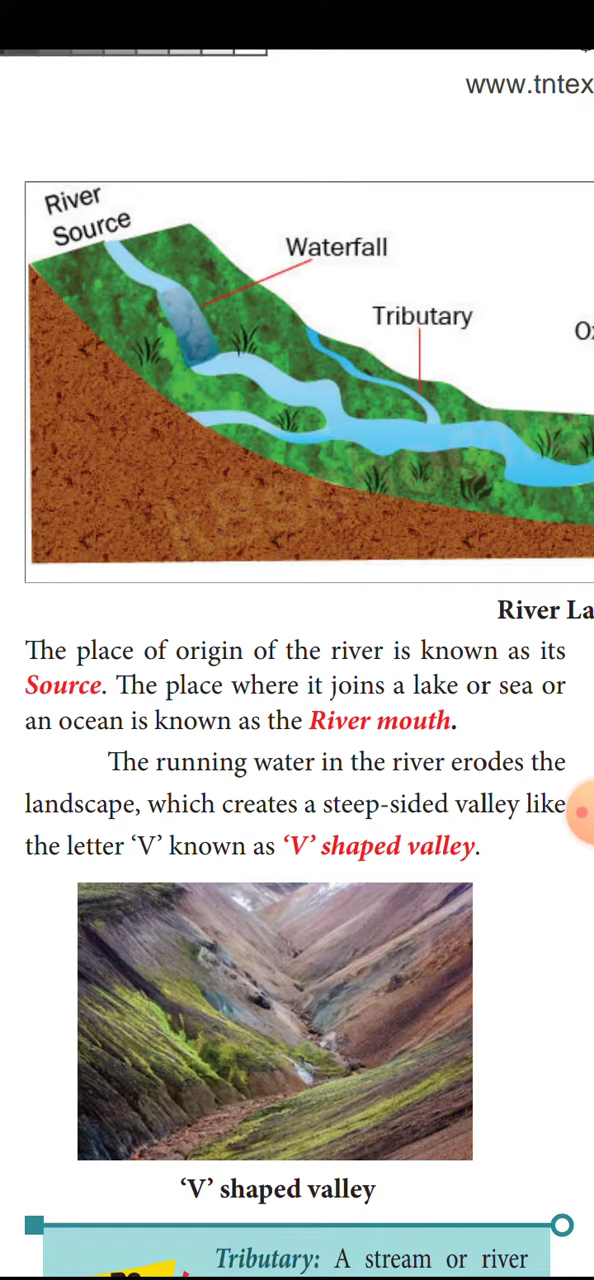 www.tntex
River
Source
Waterfall
Tributary
River La
The place of origin of the river is known as its
Source. The place where it joins a lake or sea or
an ocean is known as the River mouth.
The running water in the river erodes the
landscape, which creates a steep-sided valley like
the letter ‘V’ known as ‘V’ shaped valley.
‘V’ shaped valley
Tributary: A stream or river